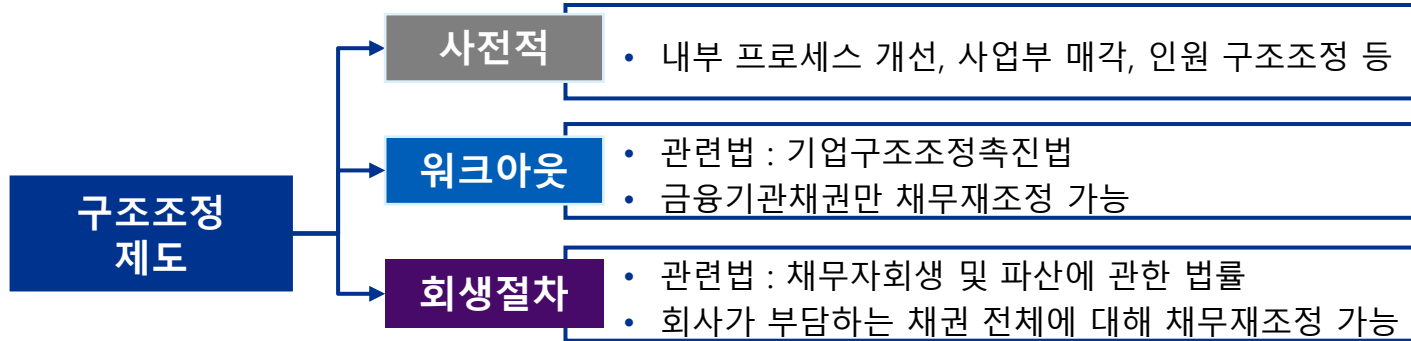 구조조정
제도
사전적
• 내부 프로세스 개선, 사업부 매각, 인원 구조조정 등
워크아웃
• 관련법 : 기업구조조정촉진법
• 금융기관채권만 채무재조정 가능
회생절차
• 관련법 : 채무자회생 및 파산에 관한 법률
• 회사가 부담하는 채권 전체에 대해 채무재조정 가능